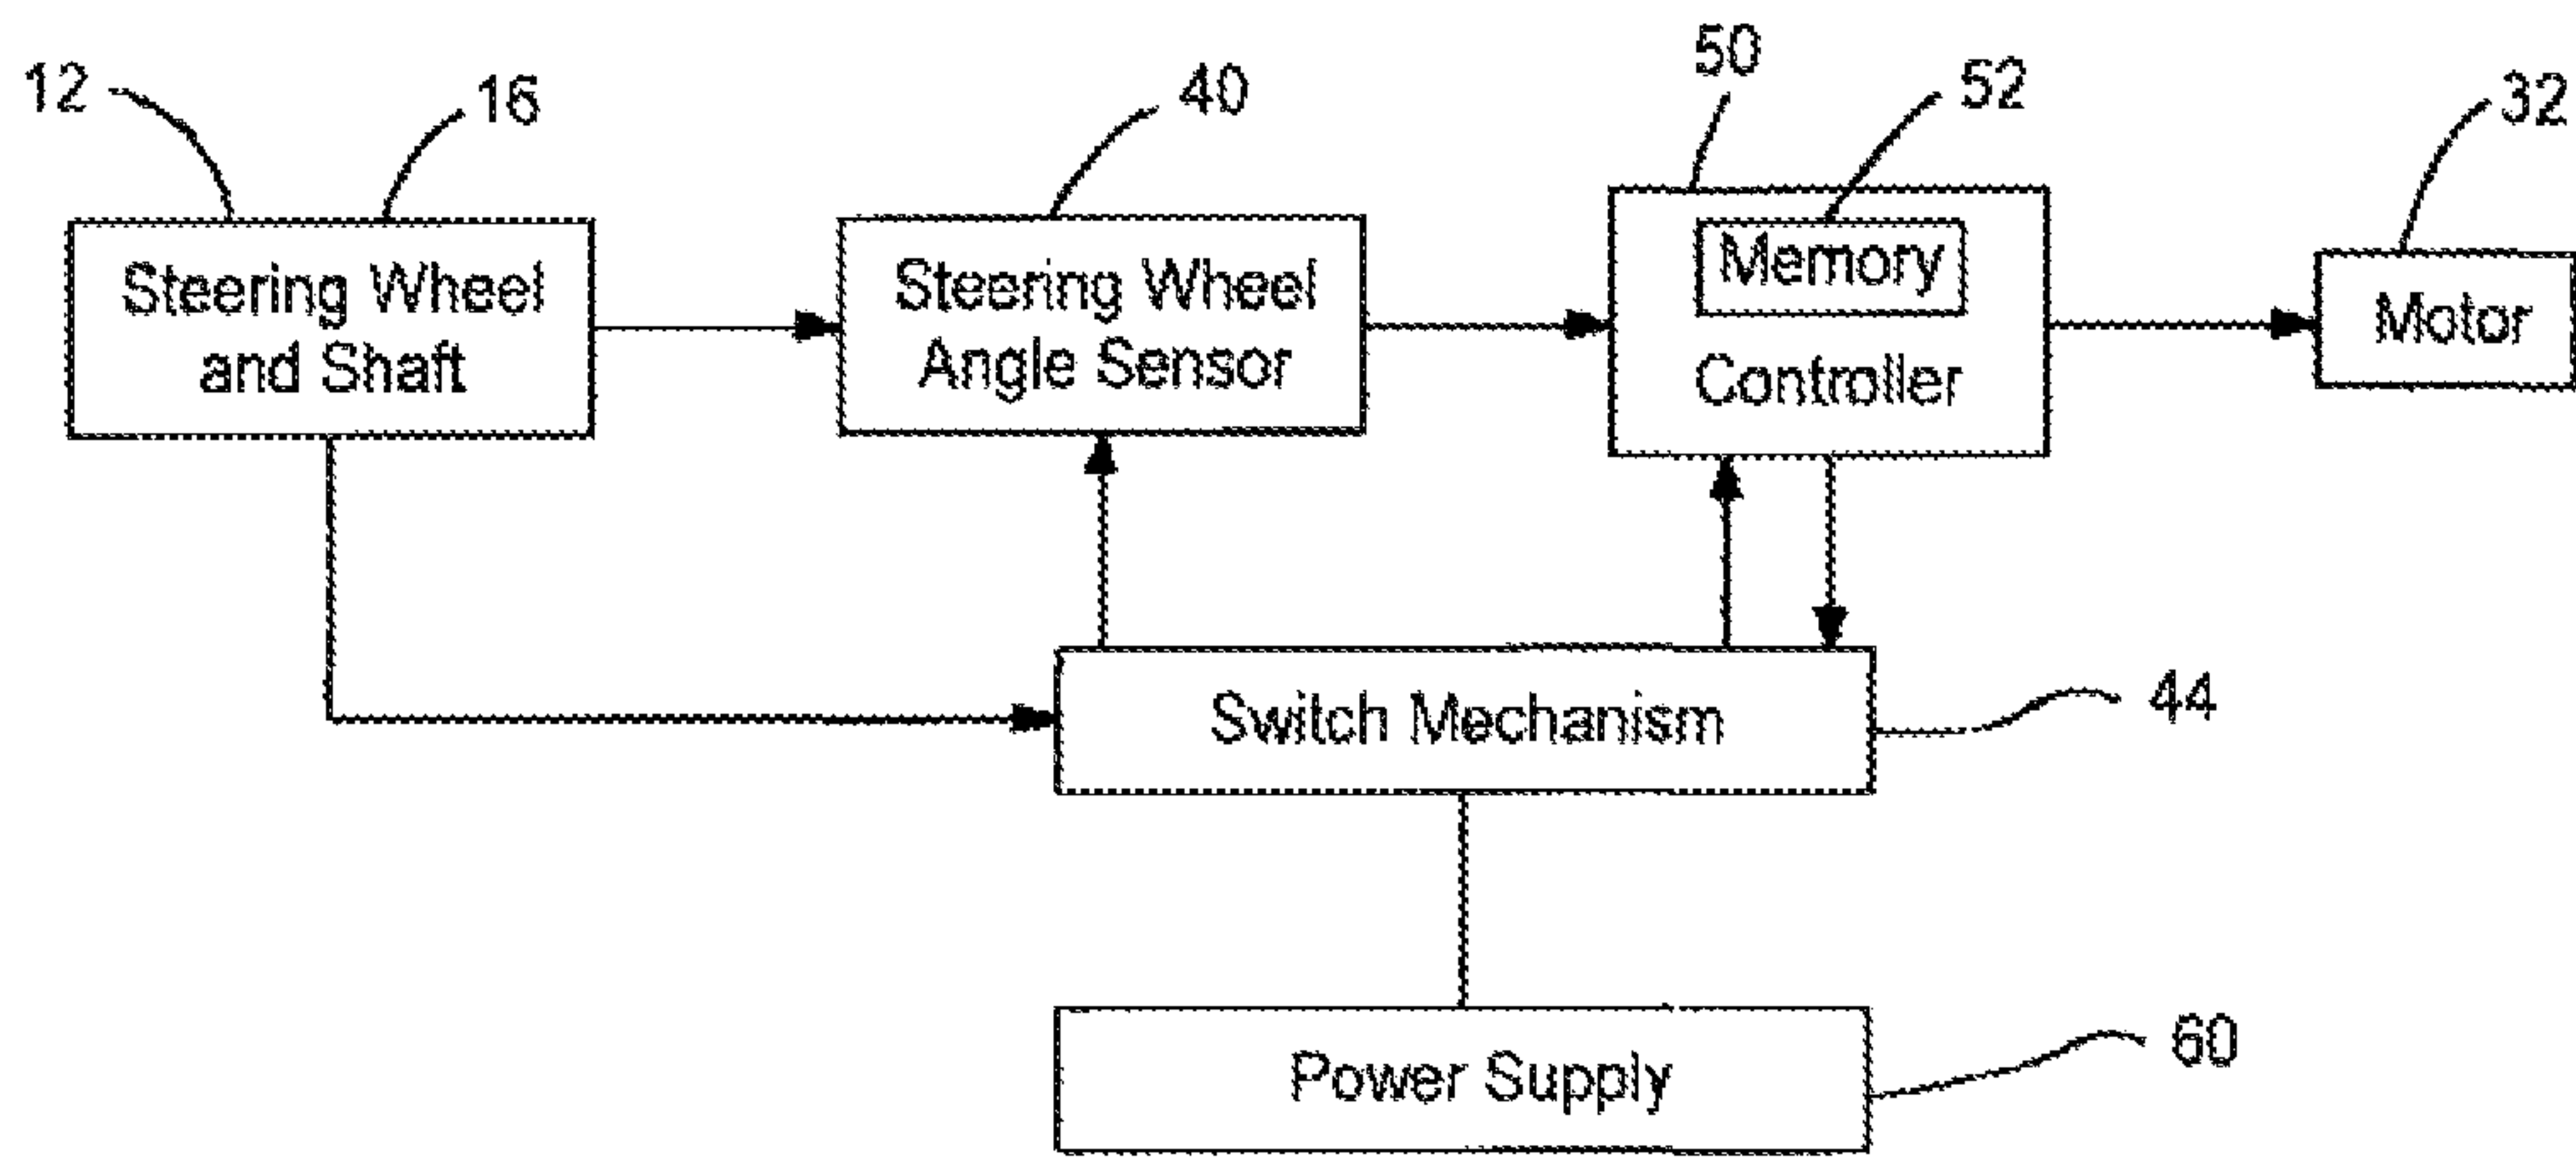 12
16
40
50
52
32
Steering Wheel
and Shaft
Steering Wheel
Angle Sensor
Memory
Controller
Motor
Switch Mechanism
44
Power Supply
60